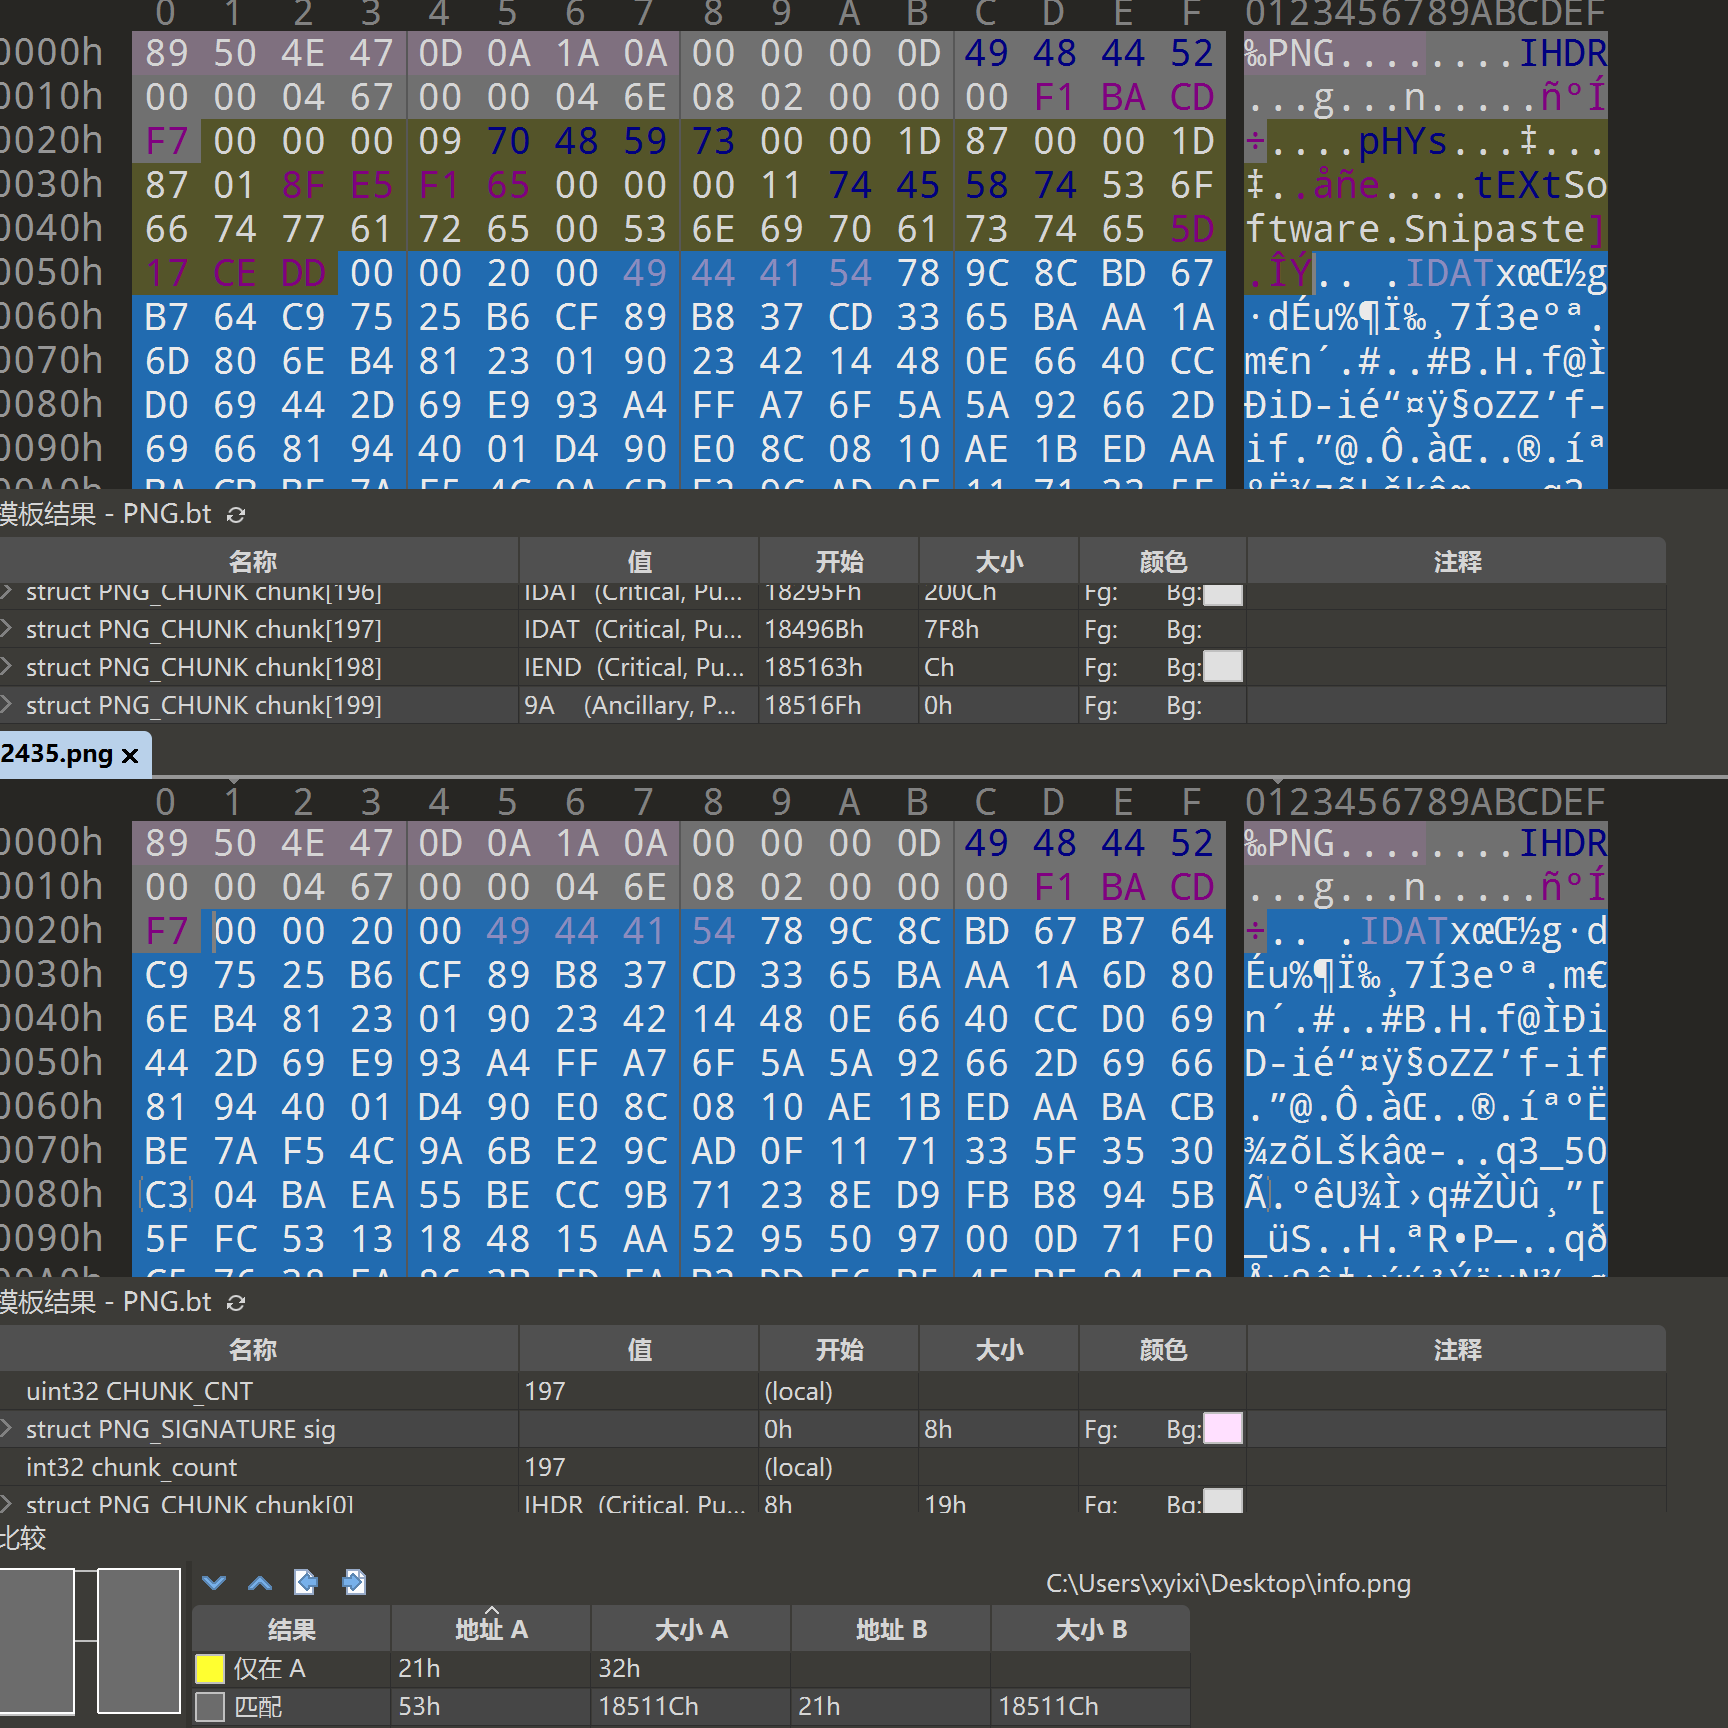 0 1 2 3 4 5 6 7 8 9 A B C D E F 0123456789ABCDEF
0000h 89 50 4E 47 0D 0A 1A 0A 00 00 00 0D 49 48 44 52 ‰PNG........IHDR
0010h 00 00 04 67 00 00 04 6E 08 02 00 00 00 F1 BA CD ...g...n.....ñºÍ
0020h F7 00 00 00 09 70 48 59 73 00 00 1D 87 00 00 1D ÷....pHYs...‡...
0030h 87 01 8F E5 F1 65 00 00 00 11 74 45 58 74 53 6F ‡..åñe....tEXtSo
0040h 66 74 77 61 72 65 00 53 6E 69 70 61 73 74 65 5D ftware.Snipaste]
0050h 17 CE DD 00 00 20 00 49 44 41 54 78 9C 8C BD 67 .ÎÝ.. .IDATxœŒ½g
0060h B7 64 C9 75 25 B6 CF 89 B8 37 CD 33 65 BA AA 1A ·dÉu%¶Ï‰¸7Í3eºª.
0070h 6D 80 6E B4 81 23 01 90 23 42 14 48 0E 66 40 CC m€n´.#..#B.H.f@Ì
0080h D0 69 44 2D 69 E9 93 A4 FF A7 6F 5A 5A 92 66 2D ÐiD-ié“¤ÿ§oZZ’f-
0090h 69 66 81 94 40 01 D4 90 E0 8C 08 10 AE 1B ED AA if.”@.Ô.àŒ..®.íª
模板结果 - PNG.bt
名称 值 开始 大小 颜色 注释
struct PNG_CHUNK chunk[196] IDAT (Critical, Pu... 18295Fh 200Ch Fg: Bg:
struct PNG_CHUNK chunk[197] IDAT (Critical, Pu... 18496Bh 7F8h Fg: Bg:
struct PNG_CHUNK chunk[198] IEND (Critical, Pu... 185163h Ch Fg: Bg:
struct PNG_CHUNK chunk[199] 9A (Ancillary, P... 18516Fh 0h Fg: Bg:
2435.png ×
0 1 2 3 4 5 6 7 8 9 A B C D E F 0123456789ABCDEF
0000h 89 50 4E 47 0D 0A 1A 0A 00 00 00 0D 49 48 44 52 ‰PNG........IHDR
0010h 00 00 04 67 00 00 04 6E 08 02 00 00 00 F1 BA CD ...g...n.....ñºÍ
0020h F7 00 00 20 00 49 44 41 54 78 9C 8C BD 67 B7 64 ÷.. .IDATxœŒ½g·d
0030h C9 75 25 B6 CF 89 B8 37 CD 33 65 BA AA 1A 6D 80 Éu%¶Ï‰¸7Í3eºª.m€
0040h 6E B4 81 23 01 90 23 42 14 48 0E 66 40 CC D0 69 n´.#..#B.H.f@ÌÐi
0050h 44 2D 69 E9 93 A4 FF A7 6F 5A 5A 92 66 2D 69 66 D-ié“¤ÿ§oZZ’f-if
0060h 81 94 40 01 D4 90 E0 8C 08 10 AE 1B ED AA BA CB .”@.Ô.àŒ..®.íªºË
0070h BE 7A F5 4C 9A 6B E2 9C AD 0F 11 71 33 5F 35 30 ¾zõLškâœ-..q3_50
0080h C3 04 BA EA 55 BE CC 9B 71 23 8E D9 FB B8 94 5B Ã.ºêU¾Ì›q#ŽÙû¸”[
0090h 5F FC 53 13 18 48 15 AA 52 95 50 97 00 0D 71 F0 _üS..H.ªR•P—..qð
模板结果 - PNG.bt
名称 值 开始 大小 颜色 注释
uint32 CHUNK_CNT 197 (local)
struct PNG_SIGNATURE sig 0h 8h Fg: Bg:
int32 chunk_count 197 (local)
struct PNG_CHUNK chunk[0] IHDR (Critical, Pu... 8h 19h Fg: Bg:
比较
C:\Users\xyixi\Desktop\info.png
结果 地址 A 大小 A 地址 B 大小 B
仅在 A 21h 32h
匹配 53h 18511Ch 21h 18511Ch